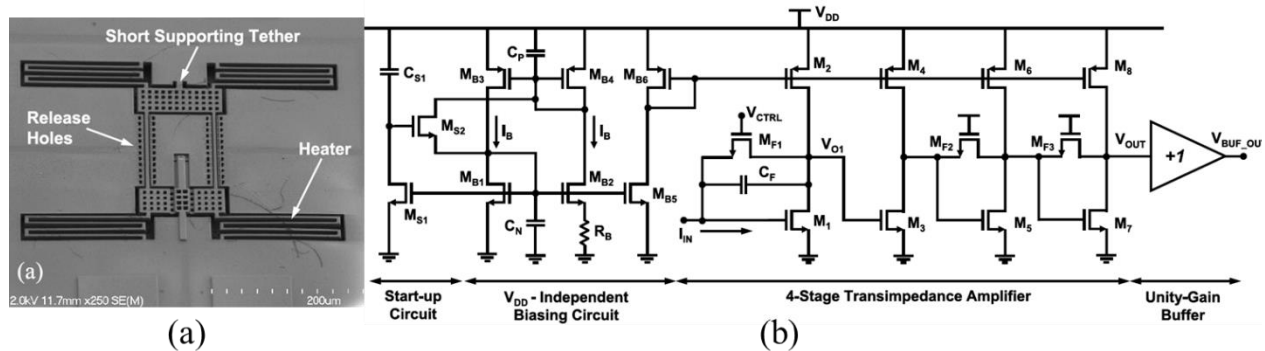 Short Supporting Tether
Release
Holes
Heater
(a)
2.0kV 11.7mm x250 SE(M)
200um
(a)
V_DD
C_S1
M_B3
C_P
M_B4
M_B6
M_2
M_4
M_6
M_8
M_S2
I_B
I_B
V_CTRL
M_F1
V_O1
M_F2
M_F3
V_OUT
+1
V_BUF_OUT
C_F
M_S1
M_B1
M_B2
M_B5
C_N
R_B
I_IN
M_1
M_3
M_5
M_7
Start-up
Circuit
V_DD - Independent
Biasing Circuit
4-Stage Transimpedance Amplifier
Unity-Gain
Buffer
(b)